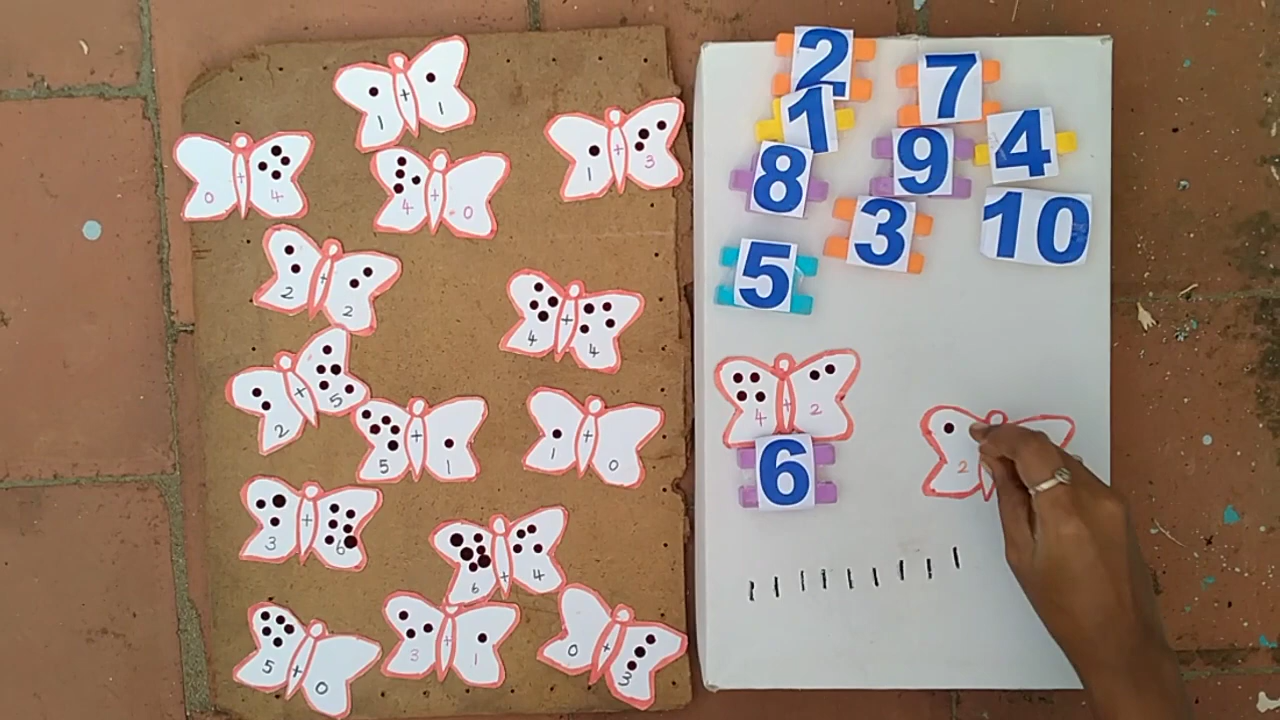 1 + 1
0 + 4
4 + 0
1 + 3
2 + 2
4 + 4
2 + 5
5 + 1
1 + 0
3 + 6
6 + 4
5 + 0
3 + 1
0 + 3
2
7
1
4
8
9
3
10
5
4 + 2
6
2